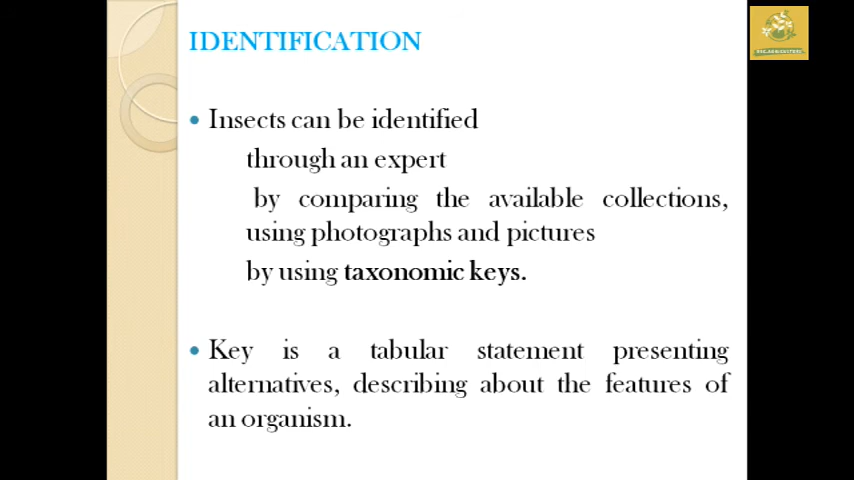 IDENTIFICATION
• Insects can be identified
through an expert
by comparing the available collections,
using photographs and pictures
by using taxonomic keys.
• Key is a tabular statement presenting
alternatives, describing about the features of
an organism.